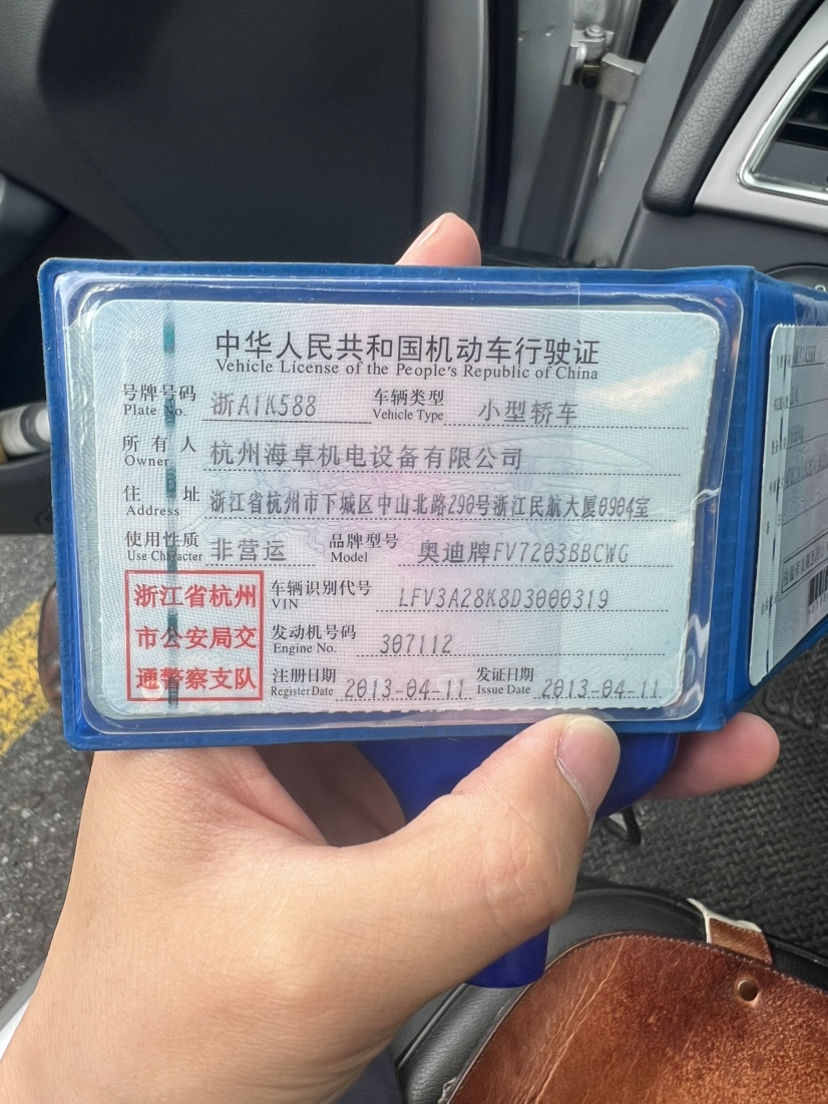 中华人民共和国机动车行驶证
Vehicle License of the People's Republic of China
号牌号码 浙A1K588 车辆类型 小型轿车
Plate No. Vehicle Type
所有人 杭州海卓机电设备有限公司
Owner
住址 浙江省杭州市下城区中山北路290号浙江民航大厦0904室
Address
使用性质 非营运 品牌型号 奥迪牌FV7203BBCWG
Use Character Model
浙江省杭州
市公安局交
通警察支队
车辆识别代号 LFV3A28K8D3000319
VIN
发动机号码 307112
Engine No.
注册日期 2013-04-11 发证日期 2013-04-11
Register Date Issue Date